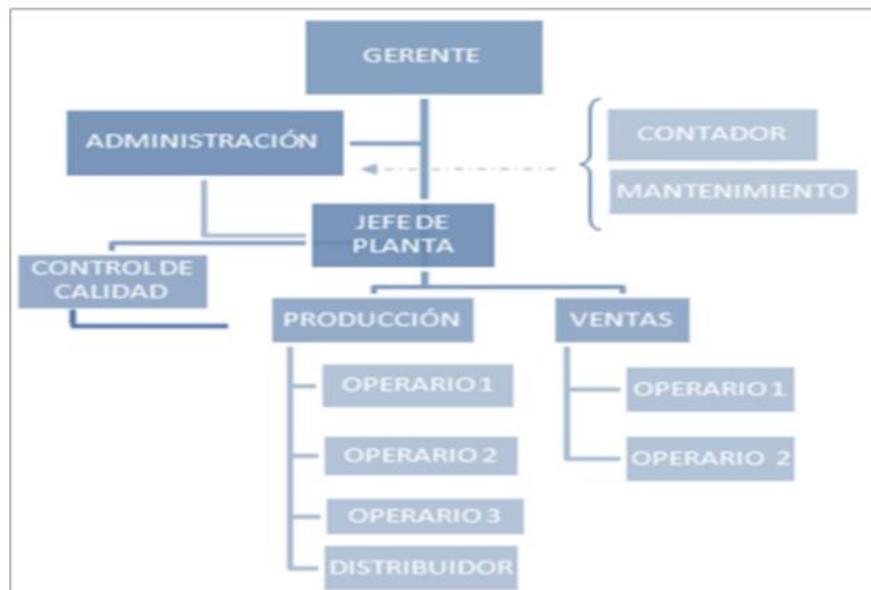 GERENTE
ADMINISTRACIÓN
CONTADOR
MANTENIMIENTO
JEFE DE
PLANTA
CONTROL DE
CALIDAD
PRODUCCIÓN
VENTAS
OPERARIO 1
OPERARIO 2
OPERARIO 3
DISTRIBUIDOR
OPERARIO 1
OPERARIO 2